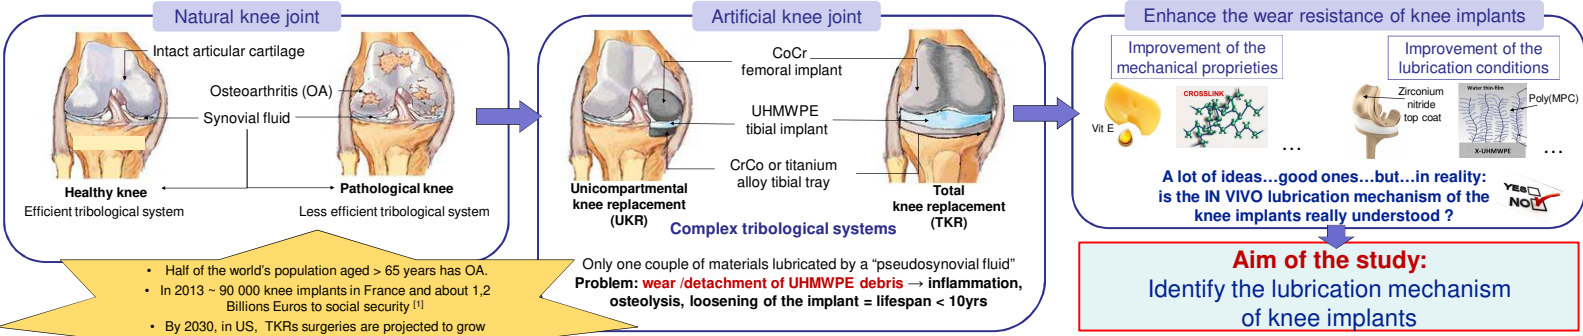 Natural knee joint
Intact articular cartilage
Osteoarthritis (OA)
Synovial fluid
Healthy knee
Efficient tribological system
Pathological knee
Less efficient tribological system
• Half of the world's population aged > 65 years has OA.
• In 2013 ~ 90 000 knee implants in France and about 1,2
Billions Euros to social security [1]
• By 2030, in US, TKRs surgeries are projected to grow
Artificial knee joint
CoCr
femoral implant
UHMWPE
tibial implant
CrCo or titanium
alloy tibial tray
Unicompartmental
knee replacement
(UKR)
Total
knee replacement
(TKR)
Complex tribological systems
Only one couple of materials lubricated by a “pseudosynovial fluid”
Problem: wear /detachment of UHMWPE debris → inflammation,
osteolysis, loosening of the implant = lifespan < 10yrs
Enhance the wear resistance of knee implants
Improvement of the
mechanical proprieties
Vit E
CROSSLINK
...
Improvement of the
lubrication conditions
Zirconium
nitride
top coat
Water thin-film
Poly(MPC)
X-UHMWPE
...
A lot of ideas…good ones…but…in reality:
is the IN VIVO lubrication mechanism of the
knee implants really understood ?
YES
NO
Aim of the study:
Identify the lubrication mechanism
of knee implants